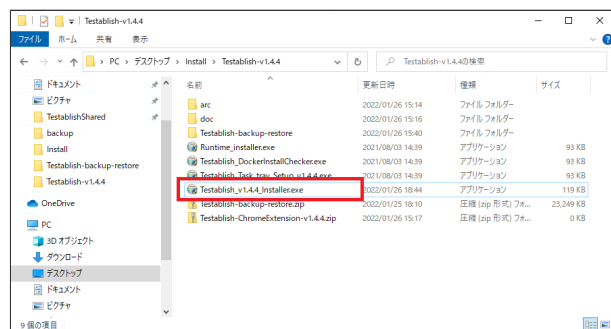 Testablish-v1.4.4
ファイル ホーム 共有 表示
PC > デスクトップ > Install > Testablish-v1.4.4
Testablish-v1.4.4の検索
名前 更新日時 種類 サイズ
ドキュメント
ピクチャ
TestablishShared
backup
Install
Testablish-backup-restore
Testablish-v1.4.4
OneDrive
PC
3D オブジェクト
ダウンロード
デスクトップ
ドキュメント
ピクチャ
arc 2022/01/26 15:14 ファイル フォルダー
doc 2022/01/26 15:16 ファイル フォルダー
Testablish-backup-restore 2022/01/26 15:40 ファイル フォルダー
Runtime_installer.exe 2021/08/03 14:39 アプリケーション 93 KB
Testablish_DockerInstallChecker.exe 2021/08/03 14:39 アプリケーション 93 KB
Testablish_Task_tray_Setup_v1.4.4.exe 2021/08/03 14:39 アプリケーション 93 KB
Testablish_v1.4.4_Installer.exe 2022/01/26 18:44 アプリケーション 119 KB
Testablish-backup-restore.zip 2022/01/25 18:10 圧縮 (zip 形式) フォ... 23,249 KB
Testablish-ChromeExtension-v1.4.4.zip 2022/01/26 15:17 圧縮 (zip 形式) フォ... 0 KB
9 個の項目